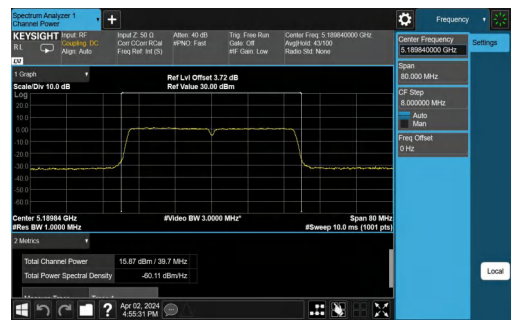 Spectrum Analyzer 1
Channel Power
Frequency
KEYSIGHT
RL
Input: RF
Coupling: DC
Align: Auto
Input Z: 50 Ω
Corr CCorr RCal
Freq Ref: Int (S)
Atten: 40 dB
#PNO: Fast
Trig: Free Run
Gate: Off
#IF Gain: Low
Center Freq: 5.189840000 GHz
Avg|Hold: 43/100
Radio Std: None
LV
Center Frequency
5.189840000 GHz
Settings
Span
80.000 MHz
CF Step
8.000000 MHz
Auto
Man
Freq Offset
0 Hz
1 Graph
Scale/Div 10.0 dB
Ref Lvl Offset 3.72 dB
Ref Value 30.00 dBm
Log
20.0
10.0
0.00
-10.0
-20.0
-30.0
-40.0
-50.0
-60.0
Center 5.18984 GHz
#Video BW 3.0000 MHz*
Span 80 MHz
#Res BW 1.0000 MHz
#Sweep 10.0 ms (1001 pts)
2 Metrics
Total Channel Power
15.87 dBm / 39.7 MHz
Total Power Spectral Density
-60.11 dBm/Hz
Local
Apr 02, 2024
4:55:31 PM